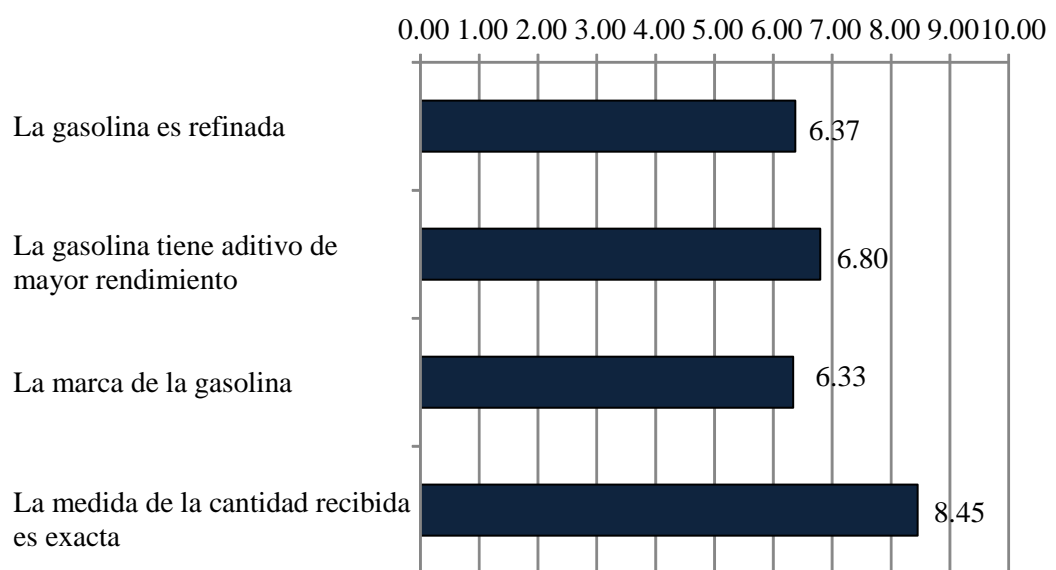 0.00 1.00 2.00 3.00 4.00 5.00 6.00 7.00 8.00 9.00 10.00
La gasolina es refinada
6.37
La gasolina tiene aditivo de
mayor rendimiento
6.80
La marca de la gasolina
6.33
La medida de la cantidad recibida
es exacta
8.45